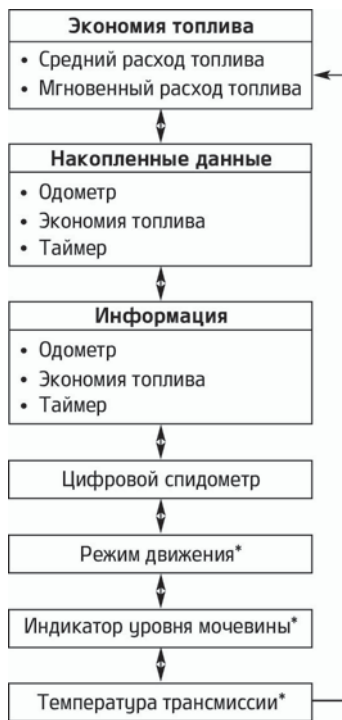 Экономия топлива
• Средний расход топлива
• Мгновенный расход топлива
Накопленные данные
• Одометр
• Экономия топлива
• Таймер
Информация
• Одометр
• Экономия топлива
• Таймер
Цифровой спидометр
Режим движения*
Индикатор уровня мочевины*
Температура трансмиссии*